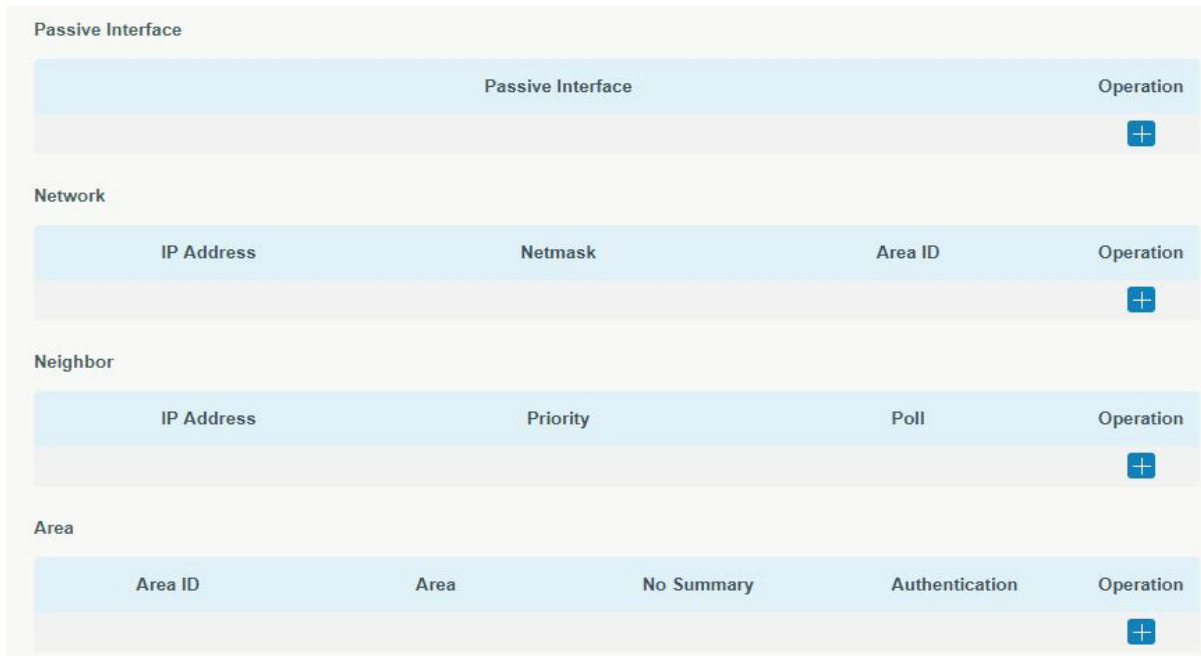 Passive Interface
Passive Interface Operation
Network
IP Address Netmask Area ID Operation
Neighbor
IP Address Priority Poll Operation
Area
Area ID Area No Summary Authentication Operation